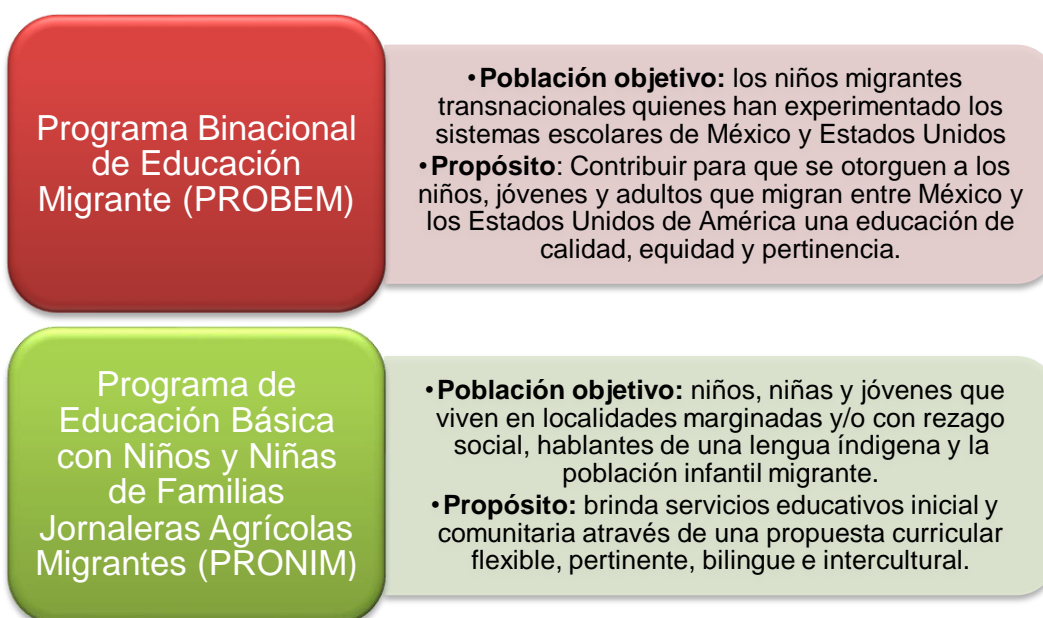 Programa Binacional
de Educación
Migrante (PROBEM)
•Población objetivo: los niños migrantes
transnacionales quienes han experimentado los
sistemas escolares de México y Estados Unidos
•Propósito: Contribuir para que se otorguen a los
niños, jóvenes y adultos que migran entre México y
los Estados Unidos de América una educación de
calidad, equidad y pertinencia.
Programa de
Educación Básica
con Niños y Niñas
de Familias
Jornaleras Agrícolas
Migrantes (PRONIM)
•Población objetivo: niños, niñas y jóvenes que
viven en localidades marginadas y/o con rezago
social, hablantes de una lengua índigena y la
población infantil migrante.
•Propósito: brinda servicios educativos inicial y
comunitaria através de una propuesta curricular
flexible, pertinente, bilingue e intercultural.